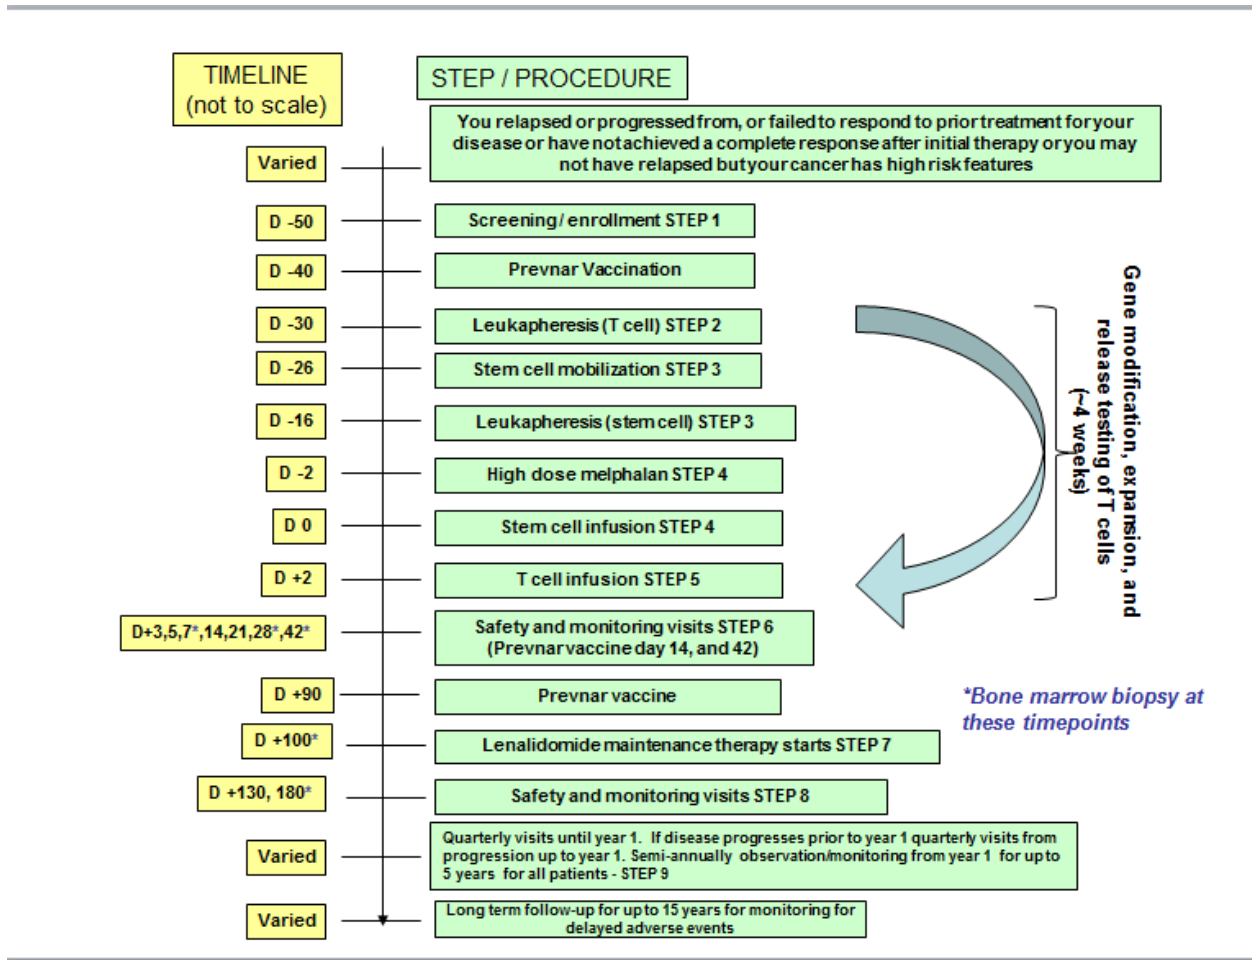 TIMELINE
(not to scale)
STEP / PROCEDURE
Varied
You relapsed or progressed from, or failed to respond to prior treatment for your
disease or have not achieved a complete response after initial therapy or you may
not have relapsed but your cancer has high risk features
D -50
Screening / enrollment STEP 1
D -40
Prevnar Vaccination
D -30
Leukapheresis (T cell) STEP 2
D -26
Stem cell mobilization STEP 3
D -16
Leukapheresis (stem cell) STEP 3
D -2
High dose melphalan STEP 4
D 0
Stem cell infusion STEP 4
D +2
T cell infusion STEP 5
D+3,5,7*,14,21,28*,42*
Safety and monitoring visits STEP 6
(Prevnar vaccine day 14, and 42)
D +90
Prevnar vaccine
D +100*
Lenalidomide maintenance therapy starts STEP 7
D +130, 180*
Safety and monitoring visits STEP 8
Varied
Quarterly visits until year 1. If disease progresses prior to year 1 quarterly visits from
progression up to year 1. Semi-annually observation/monitoring from year 1 for up to
5 years for all patients - STEP 9
Varied
Long term follow-up for up to 15 years for monitoring for
delayed adverse events
Gene modification, expansion, and
release testing of T cells
(~4 weeks)
*Bone marrow biopsy at
these timepoints